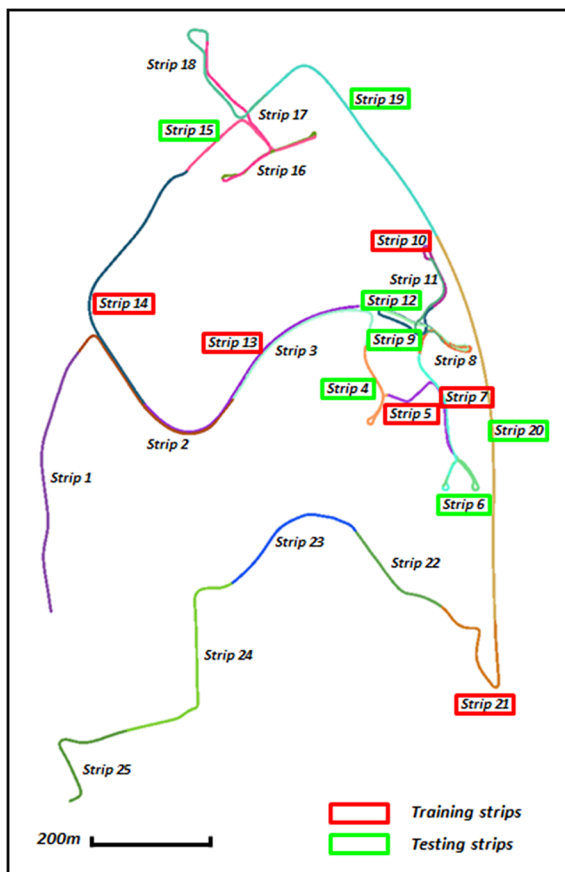 Strip 18
Strip 19
Strip 17
Strip 15
Strip 16
Strip 10
Strip 11
Strip 14
Strip 12
Strip 13
Strip 9
Strip 3
Strip 8
Strip 4
Strip 7
Strip 5
Strip 20
Strip 2
Strip 1
Strip 6
Strip 23
Strip 22
Strip 24
Strip 21
Strip 25
Training strips
200m
Testing strips